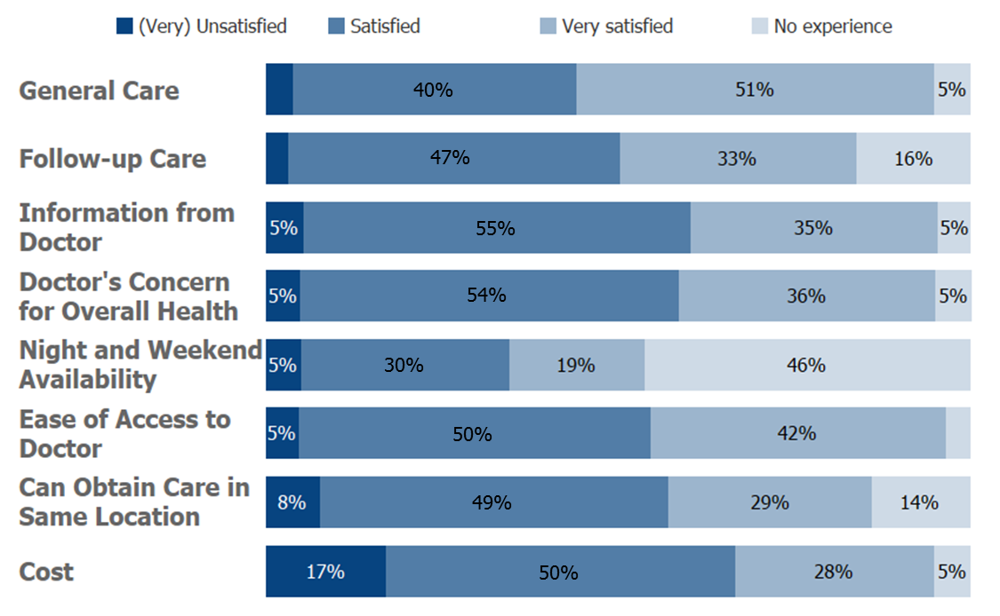 (Very) Unsatisfied Satisfied Very satisfied No experience
General Care 40% 51% 5%
Follow-up Care 47% 33% 16%
Information from
Doctor 5% 55% 35% 5%
Doctor's Concern
for Overall Health 5% 54% 36% 5%
Night and Weekend
Availability 5% 30% 19% 46%
Ease of Access to
Doctor 5% 50% 42%
Can Obtain Care in
Same Location 8% 49% 29% 14%
Cost 17% 50% 28% 5%